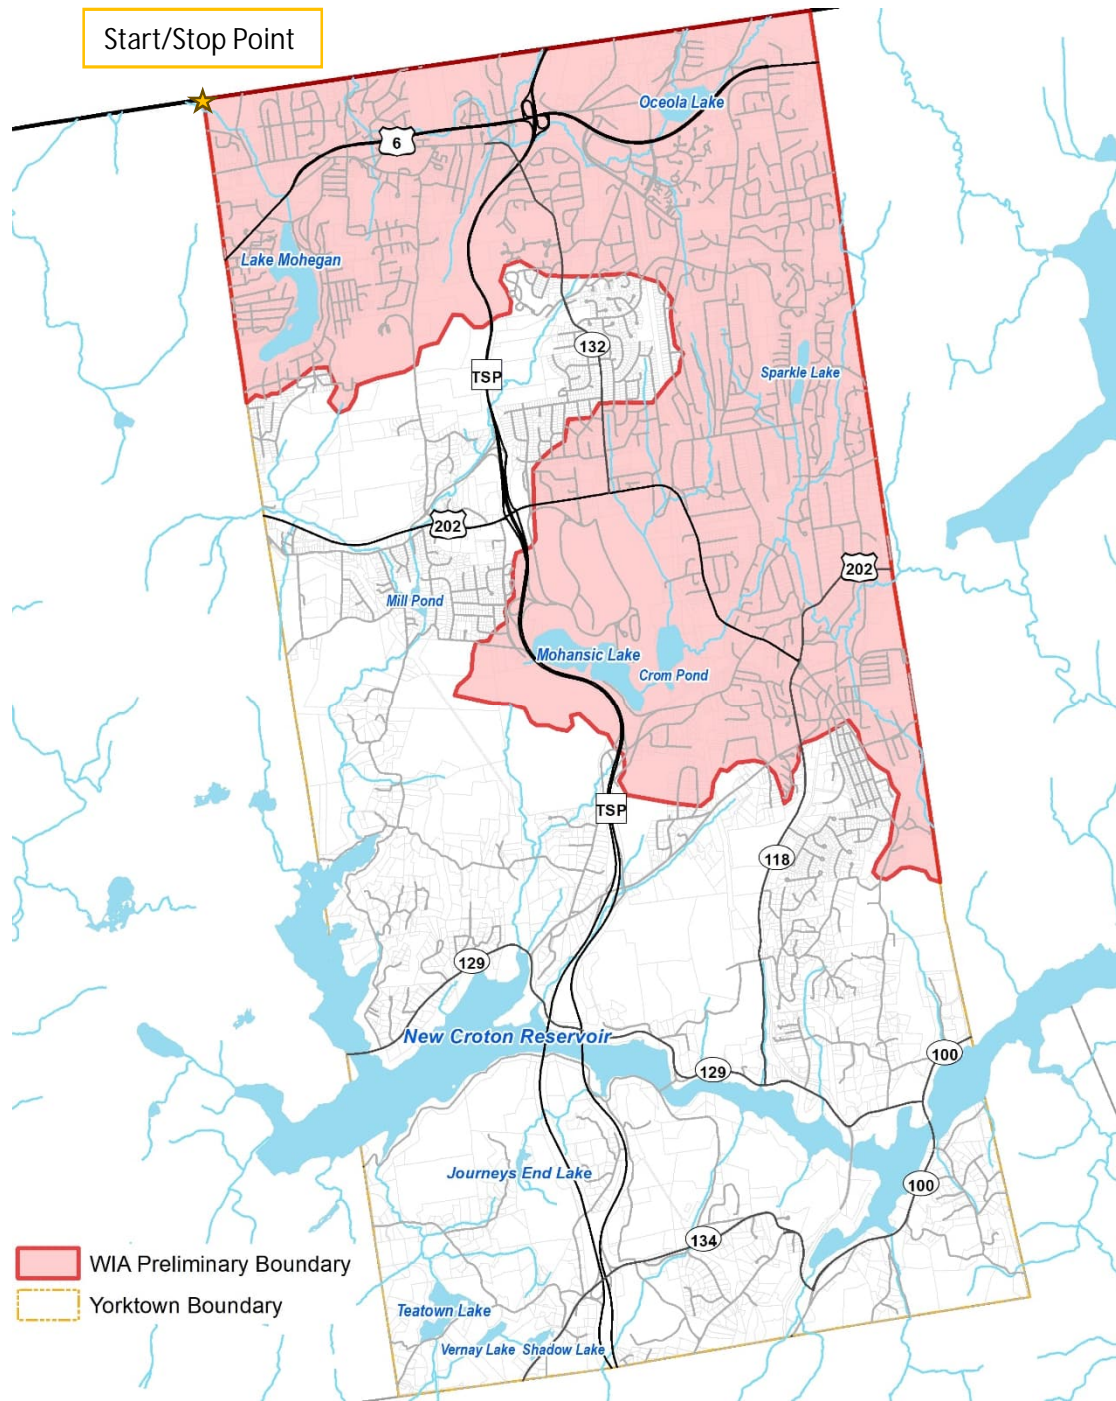 Start/Stop Point
Oceola Lake
6
Lake Mohegan
132
TSP
Sparkle Lake
202
202
Mill Pond
Mohansic Lake
Crom Pond
TSP
118
129
New Croton Reservoir
100
129
Journeys End Lake
100
134
WIA Preliminary Boundary
Yorktown Boundary
Teatown Lake
Vernay Lake Shadow Lake